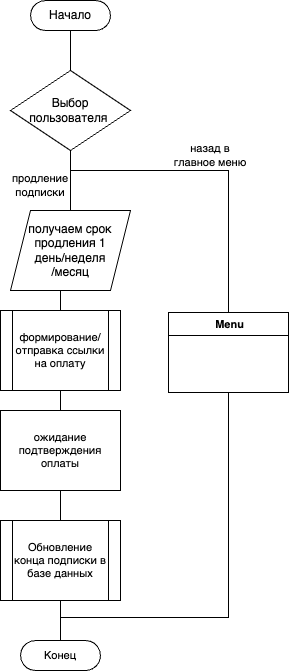 Начало
Выбор
пользователя
назад в
главное меню
продление
подписки
получаем срок
продления 1
день/неделя
/месяц
Menu
формирование/
отправка ссылки
на оплату
ожидание
подтверждения
оплаты
Обновление
конца подписки в
базе данных
Конец